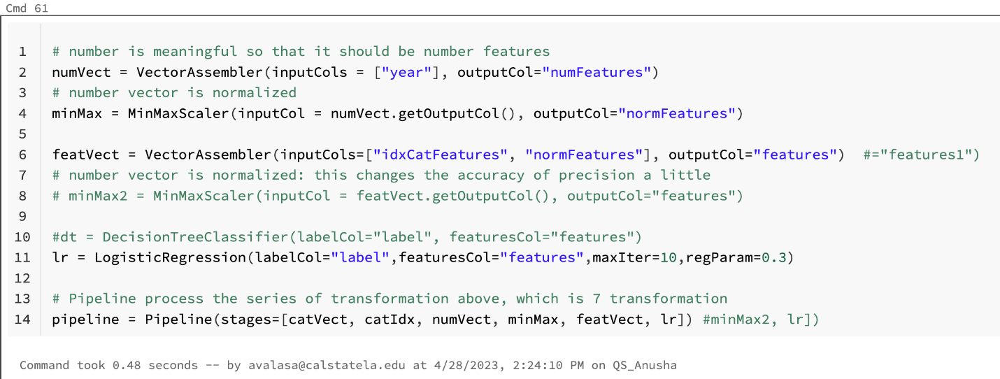 Cmd 61
1 # number is meaningful so that it should be number features
2 numVect = VectorAssembler(inputCols = ["year"], outputCol="numFeatures")
3 # number vector is normalized
4 minMax = MinMaxScaler(inputCol = numVect.getOutputCol(), outputCol="normFeatures")
5
6 featVect = VectorAssembler(inputCols=["idxCatFeatures", "normFeatures"], outputCol="features")  #="features1")
7 # number vector is normalized: this changes the accuracy of precision a little
8 # minMax2 = MinMaxScaler(inputCol = featVect.getOutputCol(), outputCol="features")
9
10 #dt = DecisionTreeClassifier(labelCol="label", featuresCol="features")
11 lr = LogisticRegression(labelCol="label",featuresCol="features",maxIter=10,regParam=0.3)
12
13 # Pipeline process the series of transformation above, which is 7 transformation
14 pipeline = Pipeline(stages=[catVect, catIdx, numVect, minMax, featVect, lr]) #minMax2, lr])
Command took 0.48 seconds -- by avalasa@calstatela.edu at 4/28/2023, 2:24:10 PM on QS_Anusha